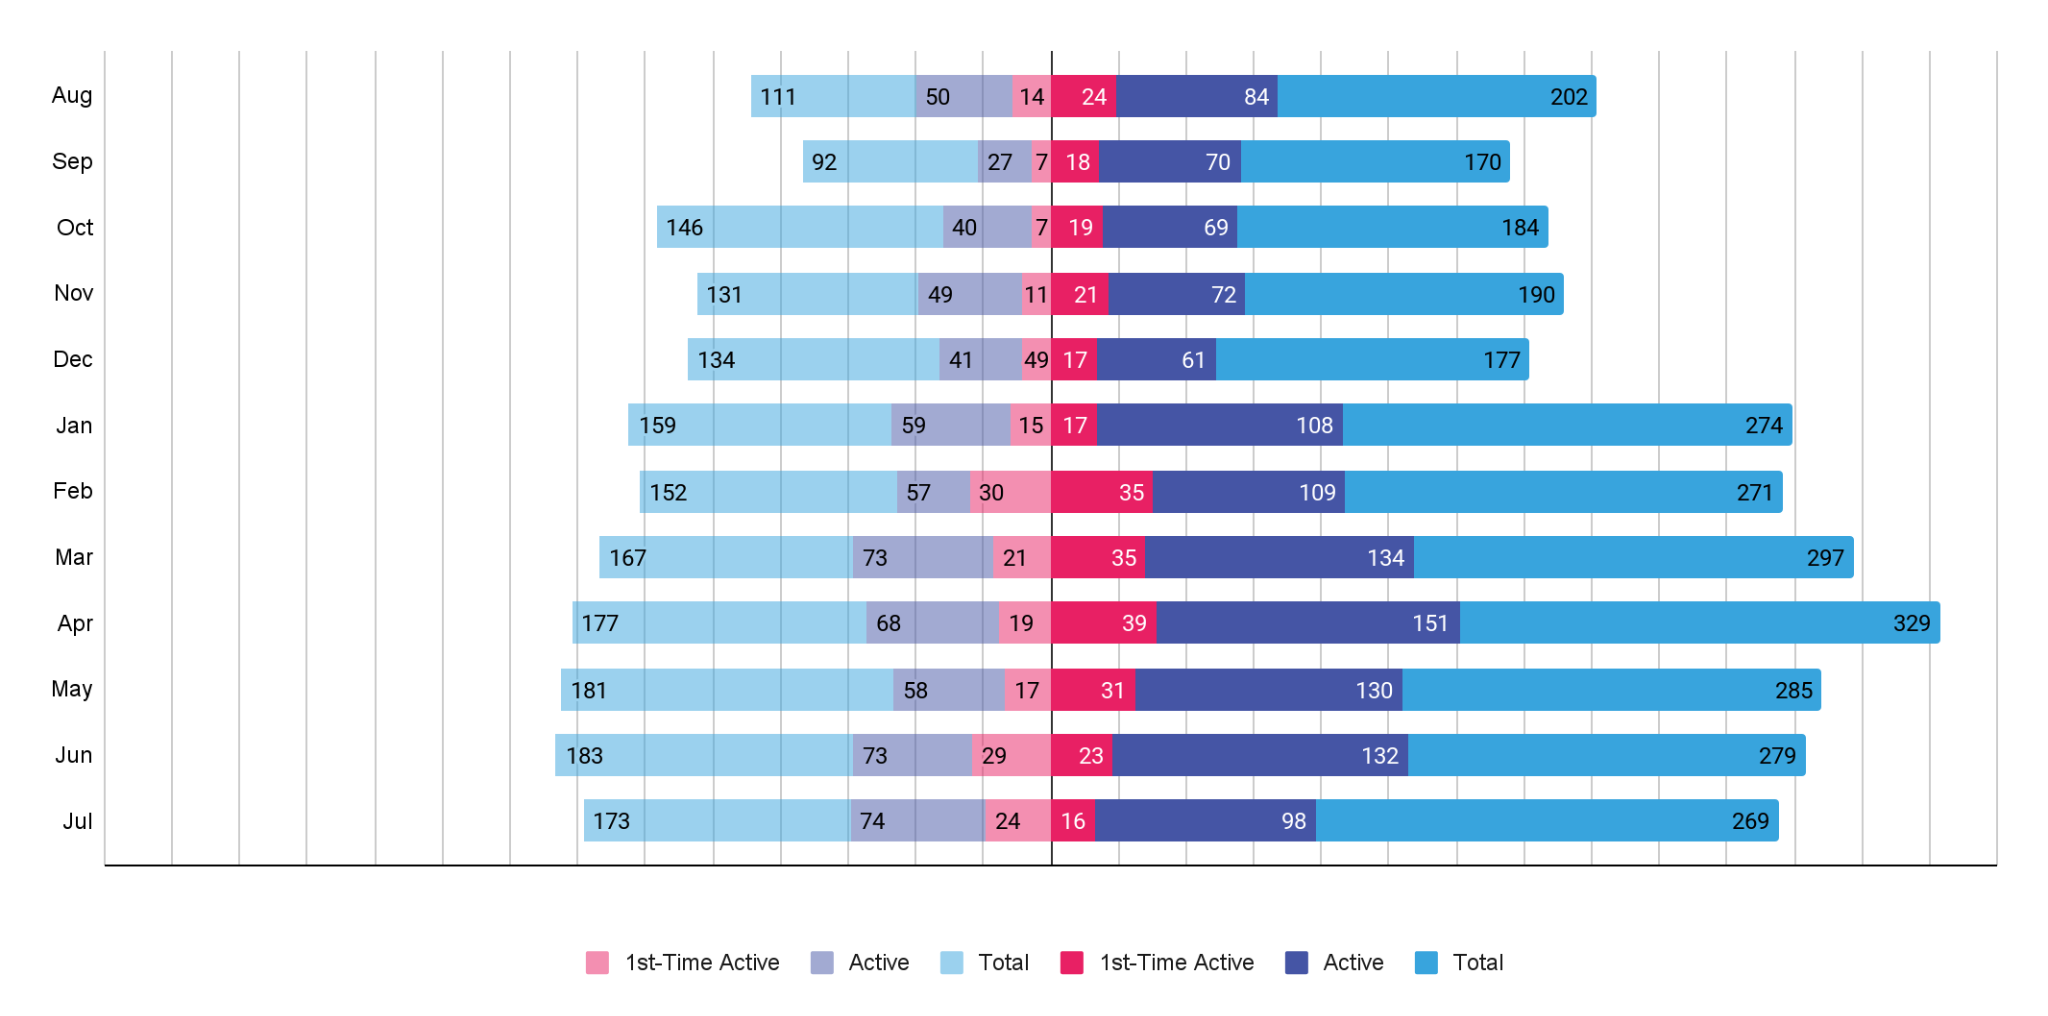 Aug 111 50 14 24 84 202
Sep 92 27 7 18 70 170
Oct 146 40 7 19 69 184
Nov 131 49 11 21 72 190
Dec 134 41 49 17 61 177
Jan 159 59 15 17 108 274
Feb 152 57 30 35 109 271
Mar 167 73 21 35 134 297
Apr 177 68 19 39 151 329
May 181 58 17 31 130 285
Jun 183 73 29 23 132 279
Jul 173 74 24 16 98 269
1st-Time Active Active Total 1st-Time Active Active Total